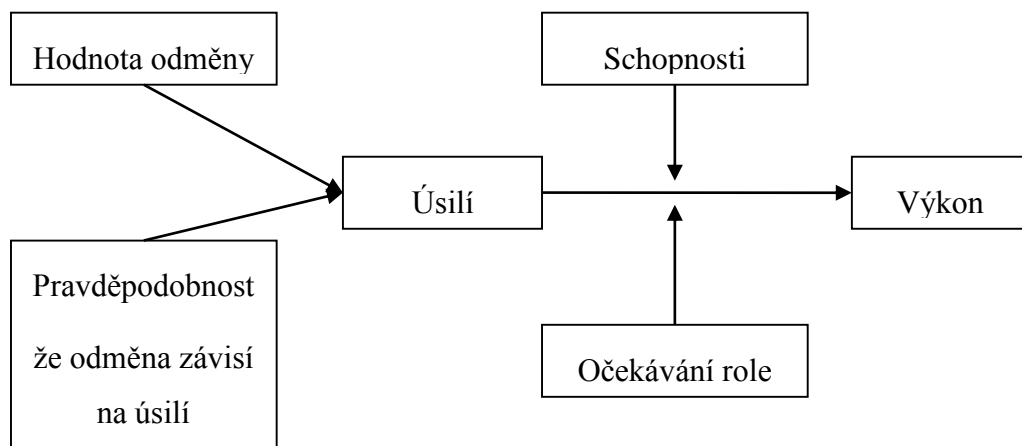 Hodnota odměny
Schopnosti
Úsilí
Výkon
Pravděpodobnost
že odměna závisí
na úsilí
Očekávání role